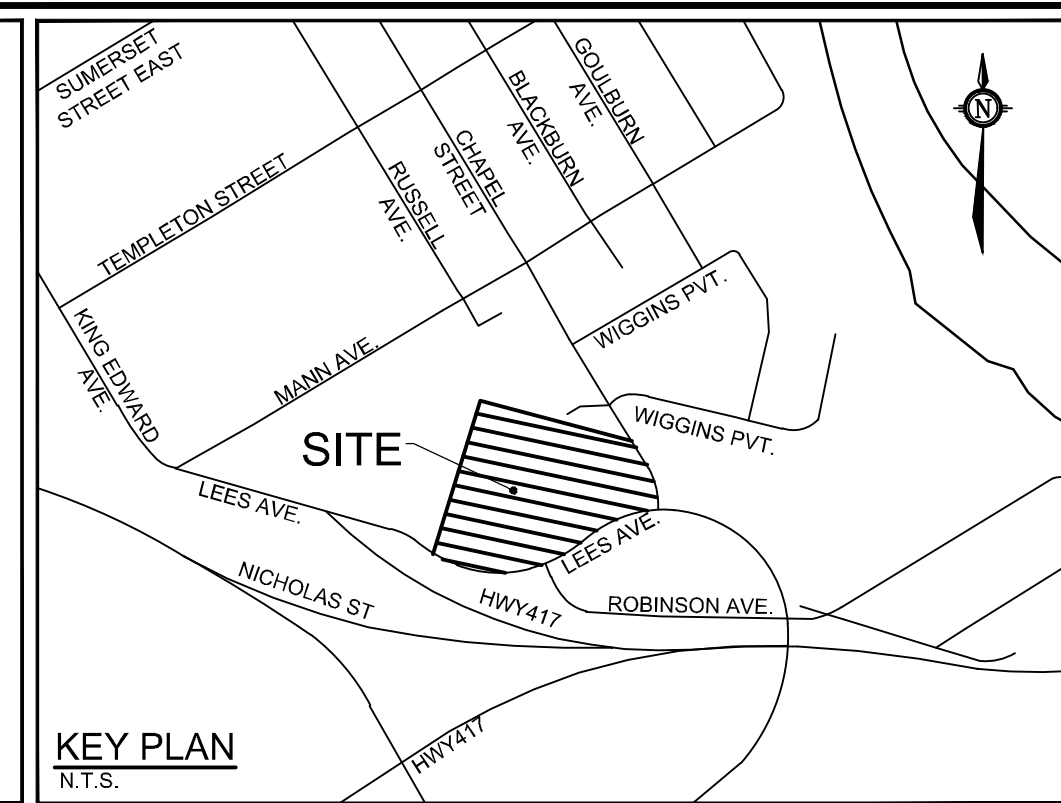 SUMERSET
STREET EAST
TEMPLETON STREET
RUSSELL
AVE.
CHAPEL
STREET
BLACKBURN
AVE.
GOULBURN
AVE.
N
KING EDWARD
AVE.
MANN AVE.
WIGGINS PVT.
WIGGINS PVT.
SITE
LEES AVE.
LEES AVE.
NICHOLAS ST
HWY417
ROBINSON AVE.
HWY417
KEY PLAN
N.T.S.